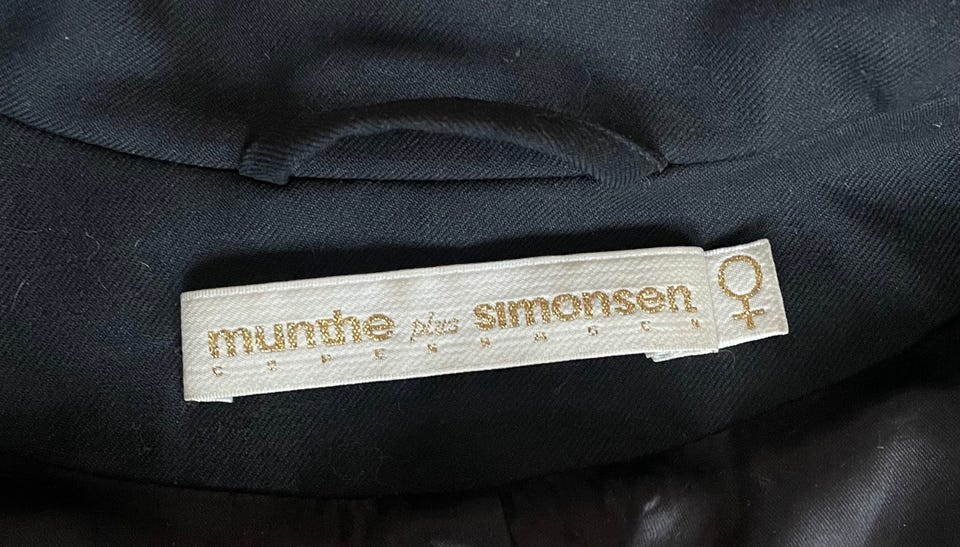 munthe plus simonsen
COPENHAGEN
♀